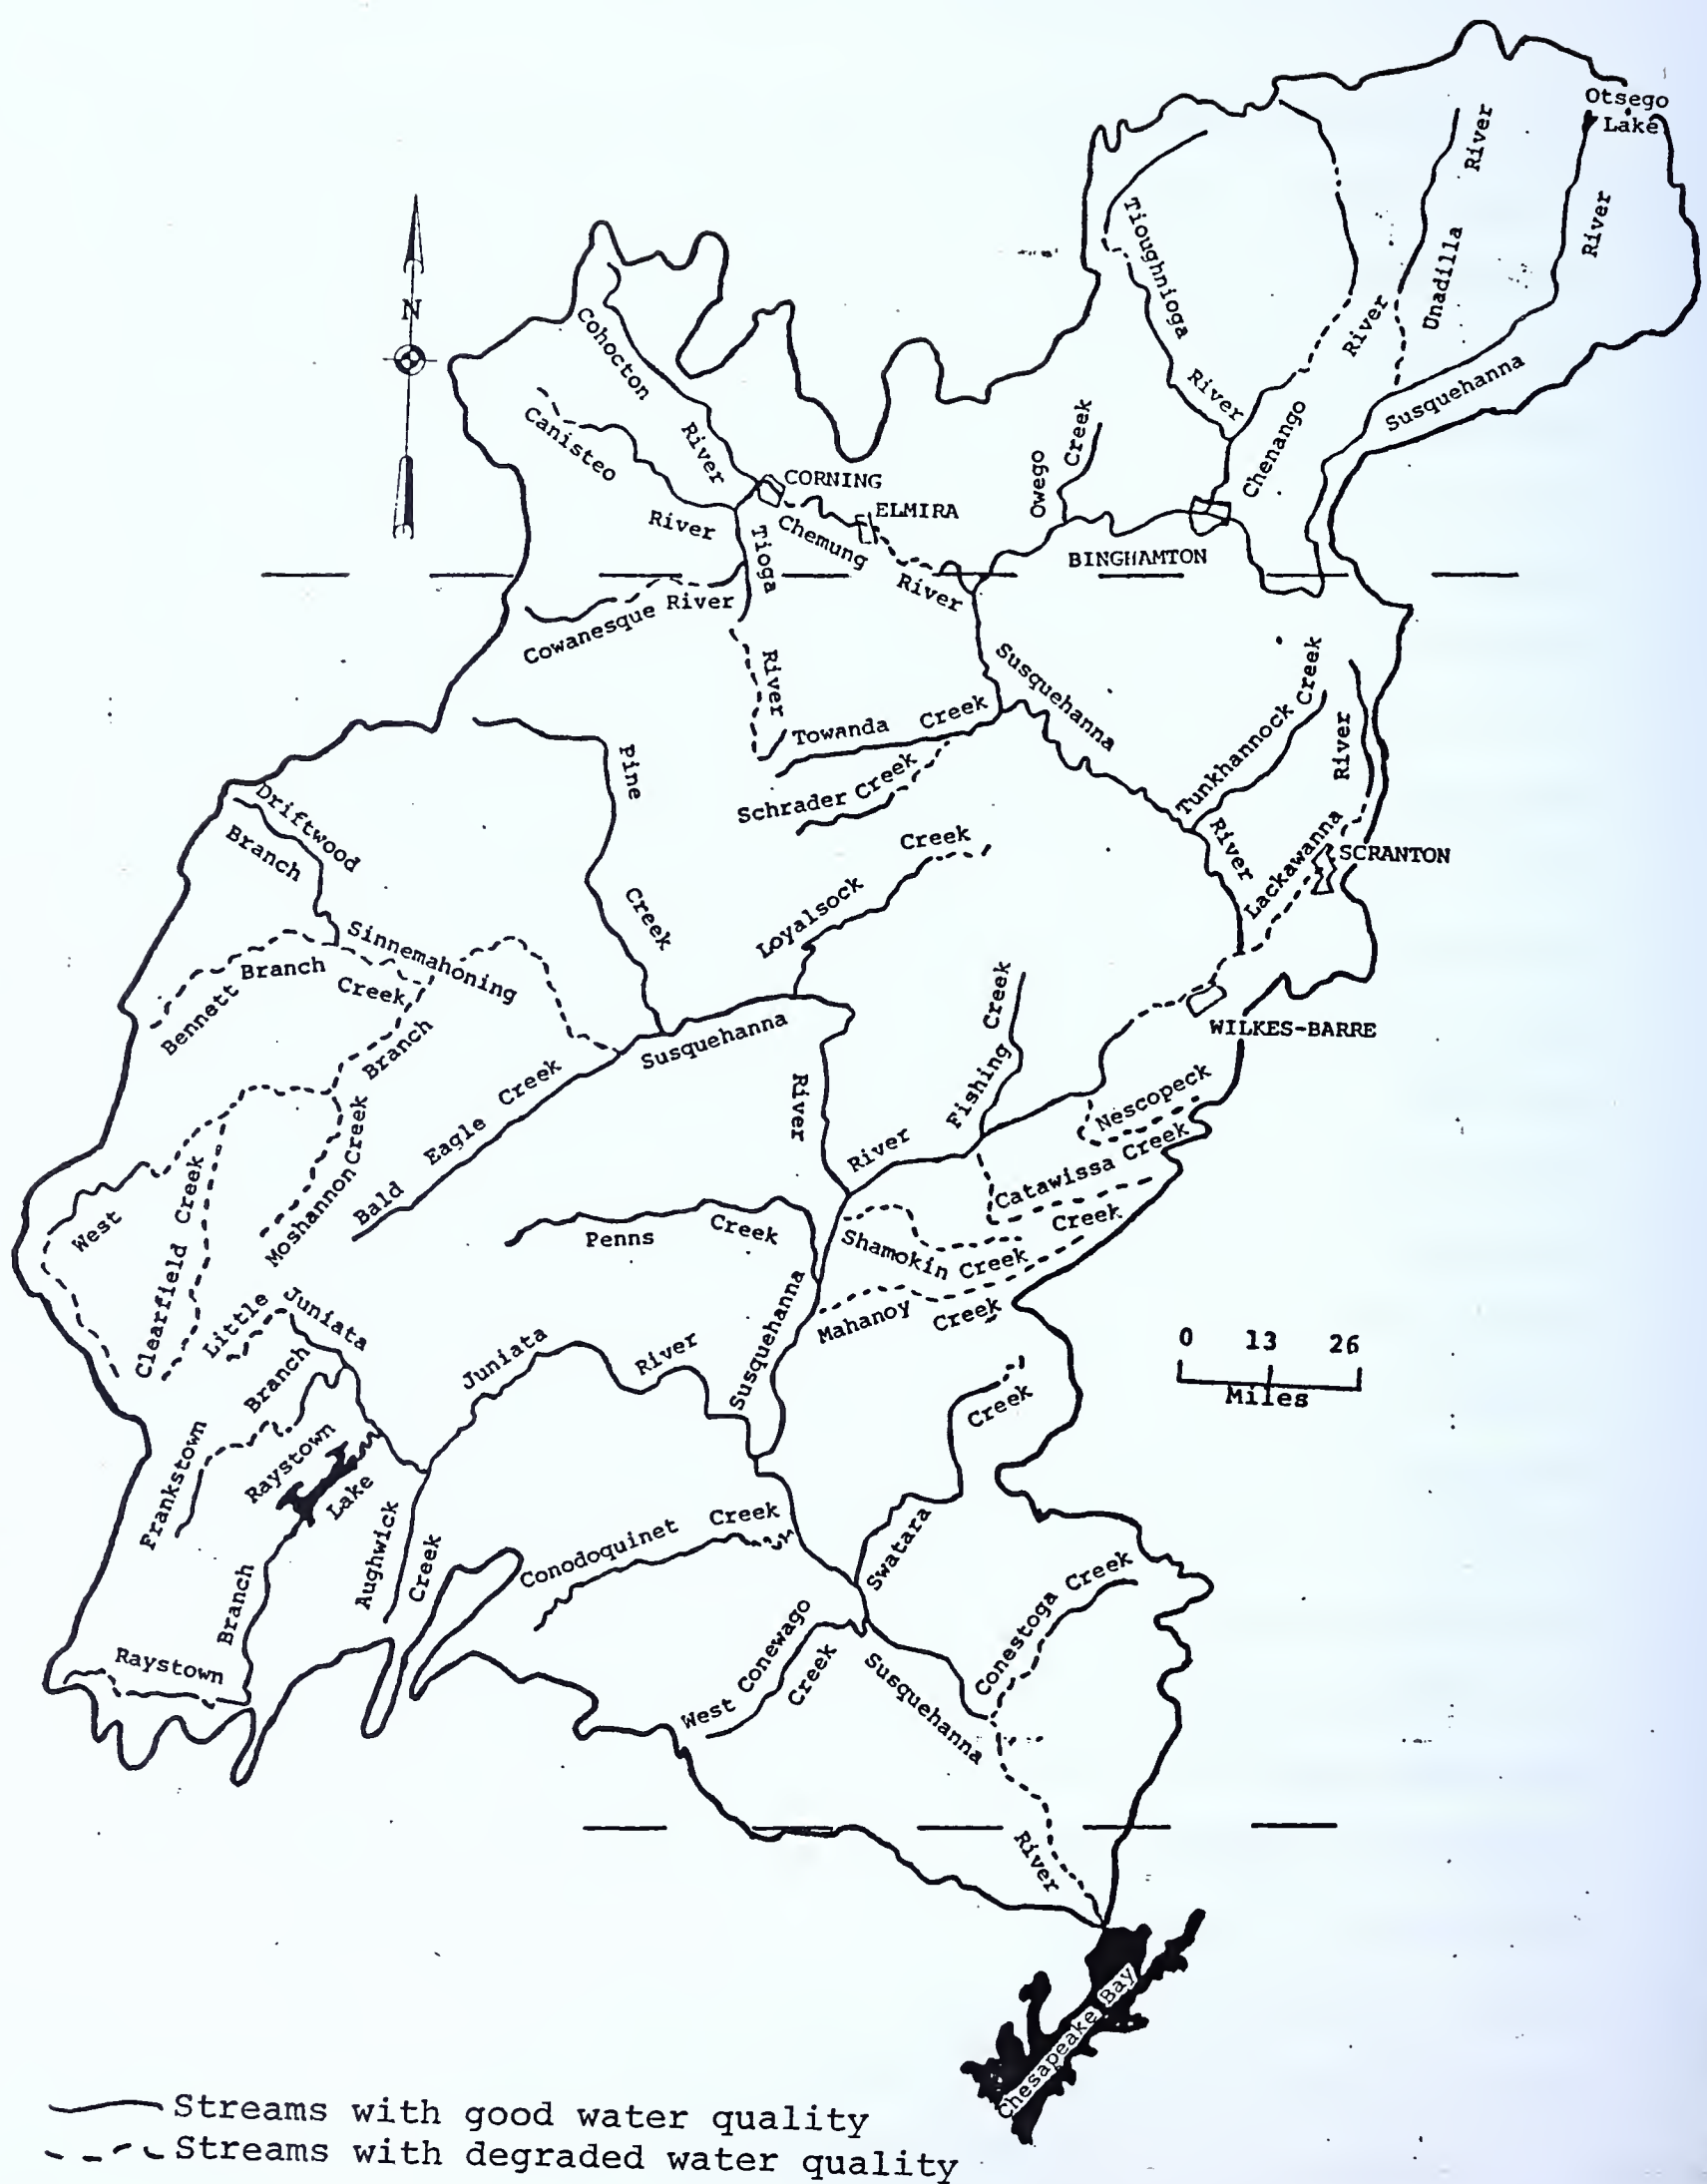 Otsego
Lake
River
Unadilla
River
Susquehanna
Tioughnioga
River
River
Chenango
N
Cohocton
River
Canisteo
River
CORNING
ELMIRA
Chemung
River
Owego
Creek
BINGHAMTON
Tioga
River
Cowanesque River
Susquehanna
River
Towanda Creek
Schrader Creek
Tunkhannock Creek
Lackawanna
River
SCRANTON
Pine
Creek
Driftwood
Branch
Loyalsock
Creek
Sinnemahoning
Creek
Bennett
Branch
WILKES-BARRE
Fishing Creek
West
Branch
Susquehanna
River
Bald Eagle Creek
Moshannon Creek
Clearfield Creek
River
Nescopeck
Creek
Catawissa
Creek
Shamokin Creek
Mahanoy
Creek
Penns
Creek
Susquehanna
Little Juniata
Juniata River
Frankstown
Branch
Raystown
Lake
Raystown
Branch
Aughwick
Creek
0 13 26
Miles
Creek
Swatara
Conodoquinet Creek
Conestoga Creek
West Conewago
Creek
Susquehanna
River
Chesapeake Bay
Streams with good water quality
Streams with degraded water quality